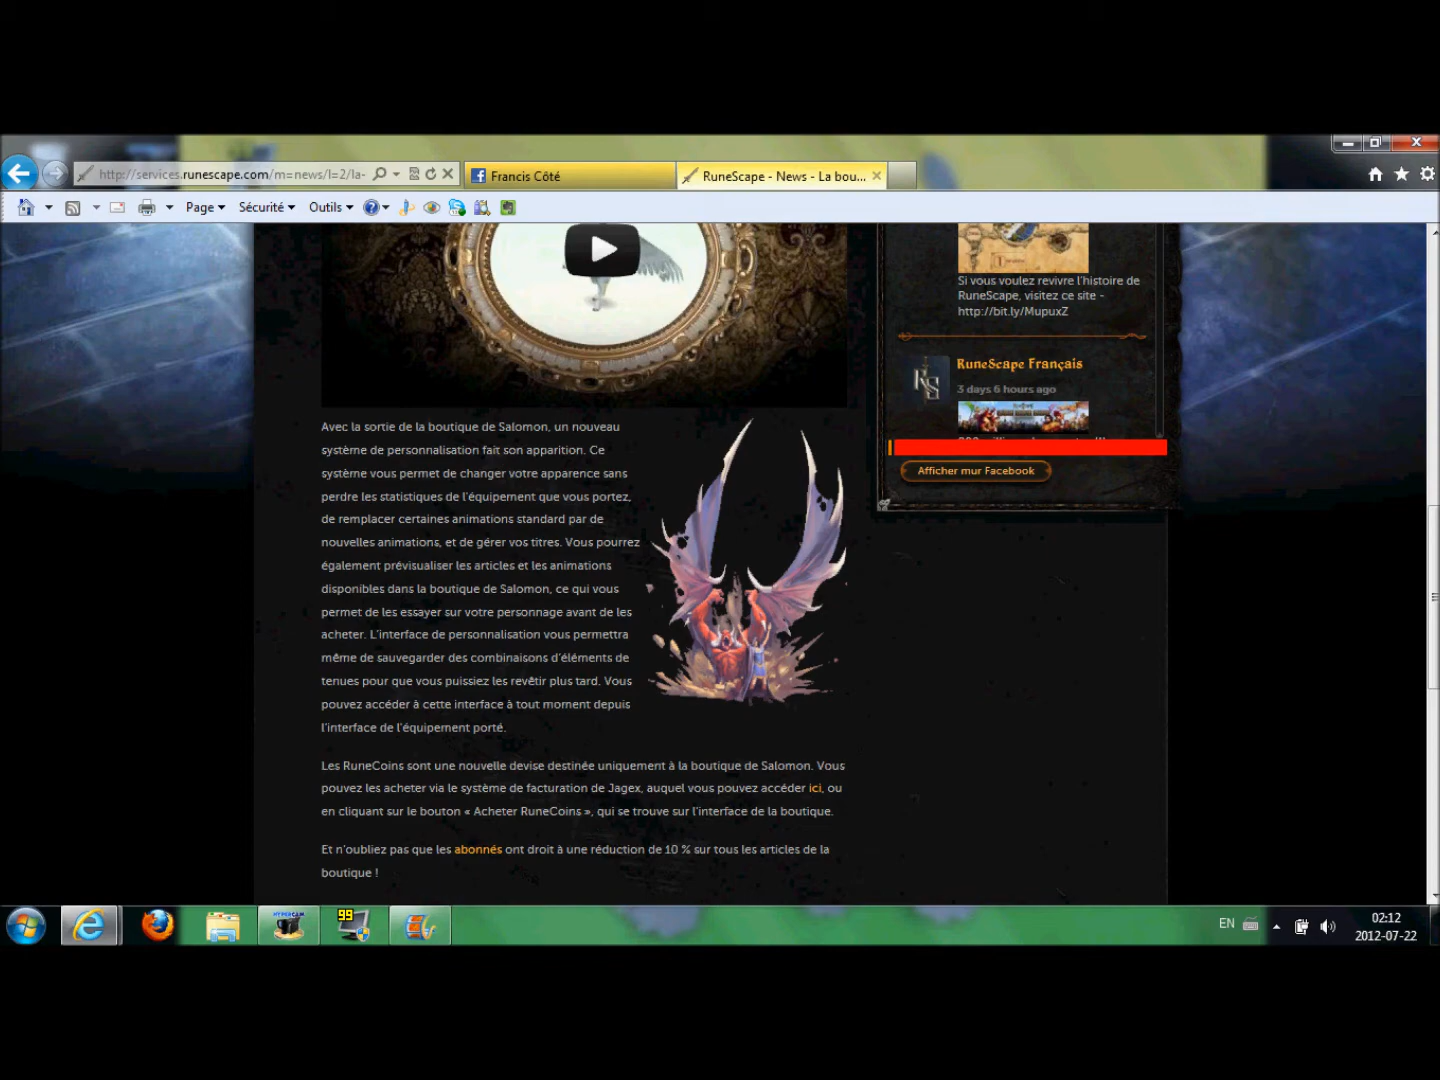 http://services.runescape.com/m=news/l=2/la-
Francis Côté
RuneScape - News - La bou...
Page
Sécurité
Outils
Si vous voulez revivre l'histoire de
RuneScape, visitez ce site -
http://bit.ly/MupuxZ
RuneScape Français
3 days 6 hours ago
Afficher mur Facebook
Avec la sortie de la boutique de Salomon, un nouveau
système de personnalisation fait son apparition. Ce
système vous permet de changer votre apparence sans
perdre les statistiques de l'équipement que vous portez,
de remplacer certaines animations standard par de
nouvelles animations, et de gérer vos titres. Vous pourrez
également prévisualiser les articles et les animations
disponibles dans la boutique de Salomon, ce qui vous
permet de les essayer sur votre personnage avant de les
acheter. L'interface de personnalisation vous permettra
même de sauvegarder des combinaisons d'éléments de
tenues pour que vous puissiez les revêtir plus tard. Vous
pouvez accéder à cette interface à tout moment depuis
l'interface de l'équipement porté.
Les RuneCoins sont une nouvelle devise destinée uniquement à la boutique de Salomon. Vous
pouvez les acheter via le système de facturation de Jagex, auquel vous pouvez accéder ici, ou
en cliquant sur le bouton « Acheter RuneCoins », qui se trouve sur l'interface de la boutique.
Et n'oubliez pas que les abonnés ont droit à une réduction de 10 % sur tous les articles de la
boutique !
HYPERCAM
99
EN
02:12
2012-07-22